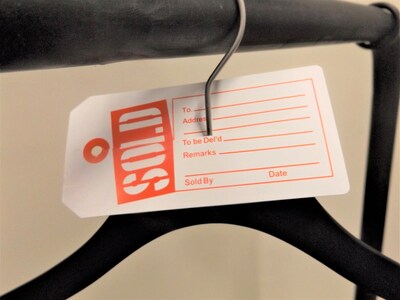 SOLD
To
Address
To be Del'd
Remarks
Sold By Date